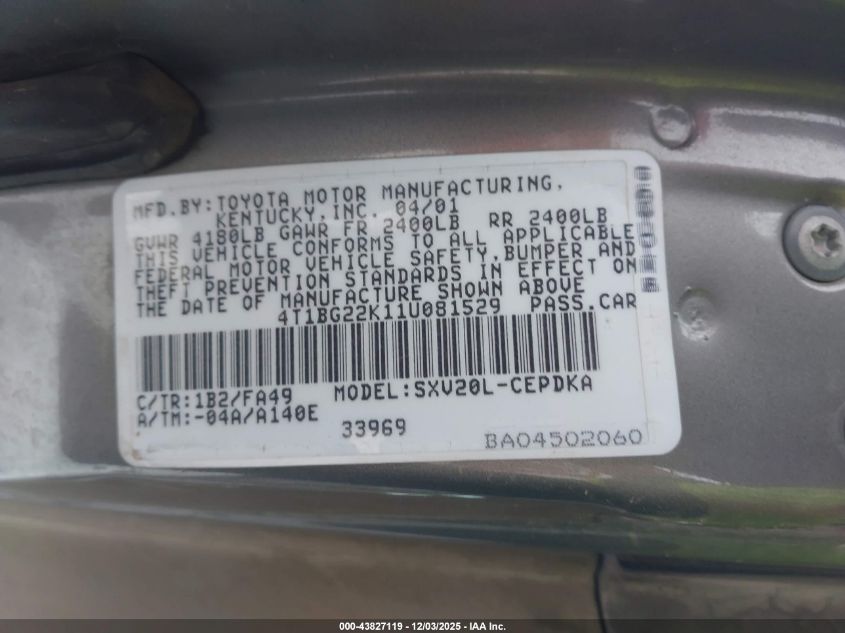 MFD.BY:TOYOTA MOTOR MANUFACTURING,
KENTUCKY,INC. 04/01
GVWR 4180LB GAWR FR 2400LB RR 2400LB
THIS VEHICLE CONFORMS TO ALL APPLICABLE
FEDERAL MOTOR VEHICLE SAFETY,BUMPER AND
THEFT PREVENTION STANDARDS IN EFFECT ON
THE DATE OF MANUFACTURE SHOWN ABOVE
4T1BG22K11U081529 PASS.CAR
C/TR:1B2/FA49 MODEL:SXV20L-CEPDKA
A/TM:-04A/A140E
33969
BA04502060
000-43827119 - 12/03/2025 - IAA Inc.